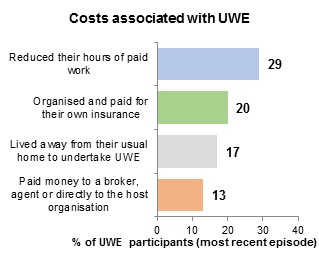 Costs associated with UWE
Reduced their hours of paid
work
29
Organised and paid for
their own insurance
20
Lived away from their usual
home to undertake UWE
17
Paid money to a broker,
agent or directly to the host
organisation
13
0 10 20 30 40
% of UWE participants (most recent episode)